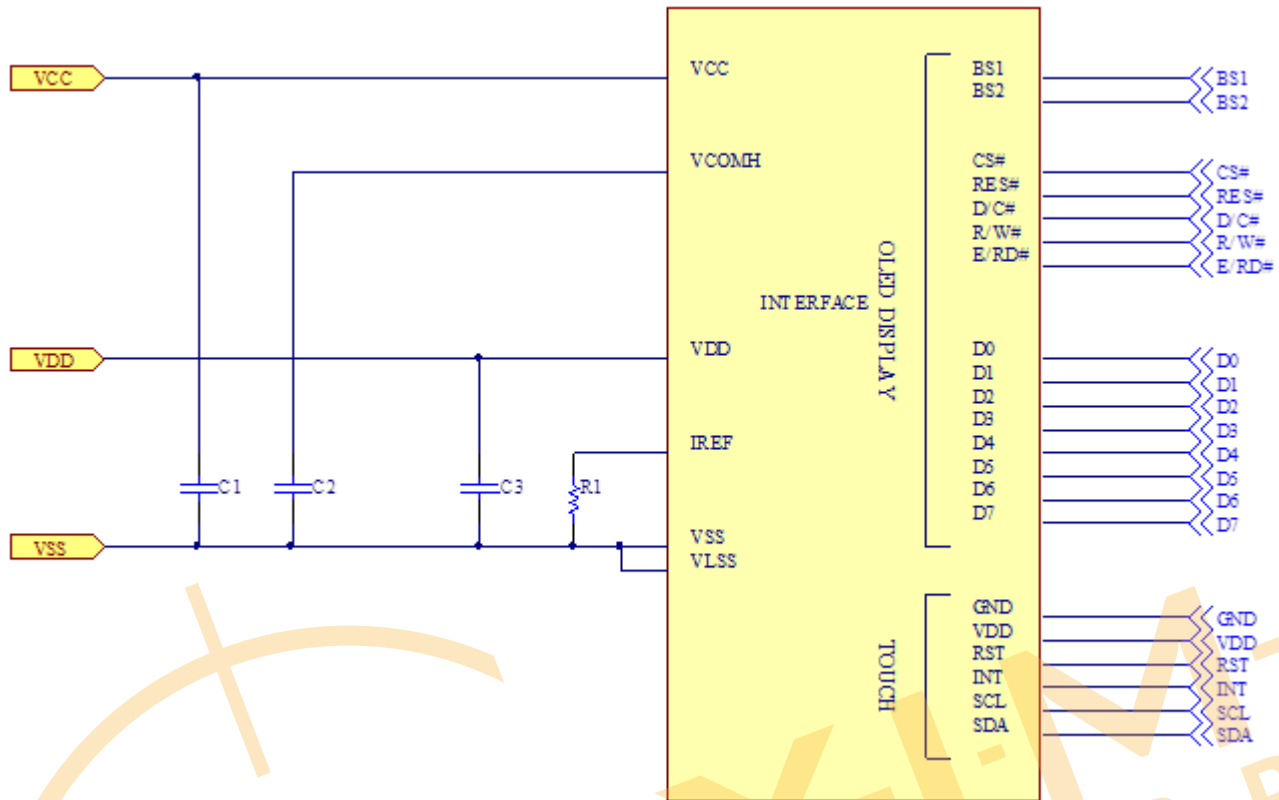 VCC
VDD
VSS
C1
C2
C3
R1
VCC
VCOMH
VDD
IREF
VSS
VLSS
INTERFACE
OLED DISPLAY
TOUCH
BS1
BS2
CS#
RES#
D/C#
R/W#
E/RD#
D0
D1
D2
D3
D4
D5
D6
D7
GND
VDD
RST
INT
SCL
SDA
BS1
BS2
CS#
RES#
D/C#
R/W#
E/RD#
D0
D1
D2
D3
D4
D5
D6
D7
GND
VDD
RST
INT
SCL
SDA